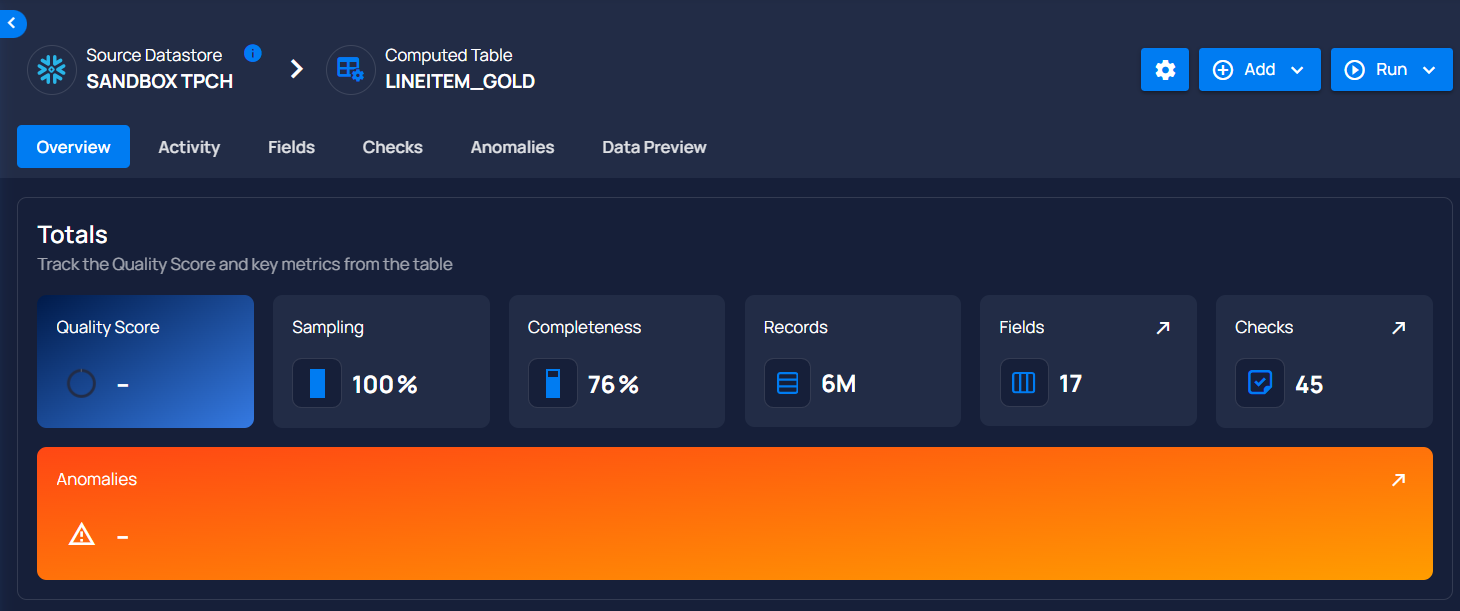 Source Datastore
SANDBOX TPCH
Computed Table
LINEITEM_GOLD
Add
Run
Overview
Activity
Fields
Checks
Anomalies
Data Preview
Totals
Track the Quality Score and key metrics from the table
Quality Score
–
Sampling
100%
Completeness
76%
Records
6M
Fields
17
Checks
45
Anomalies
–